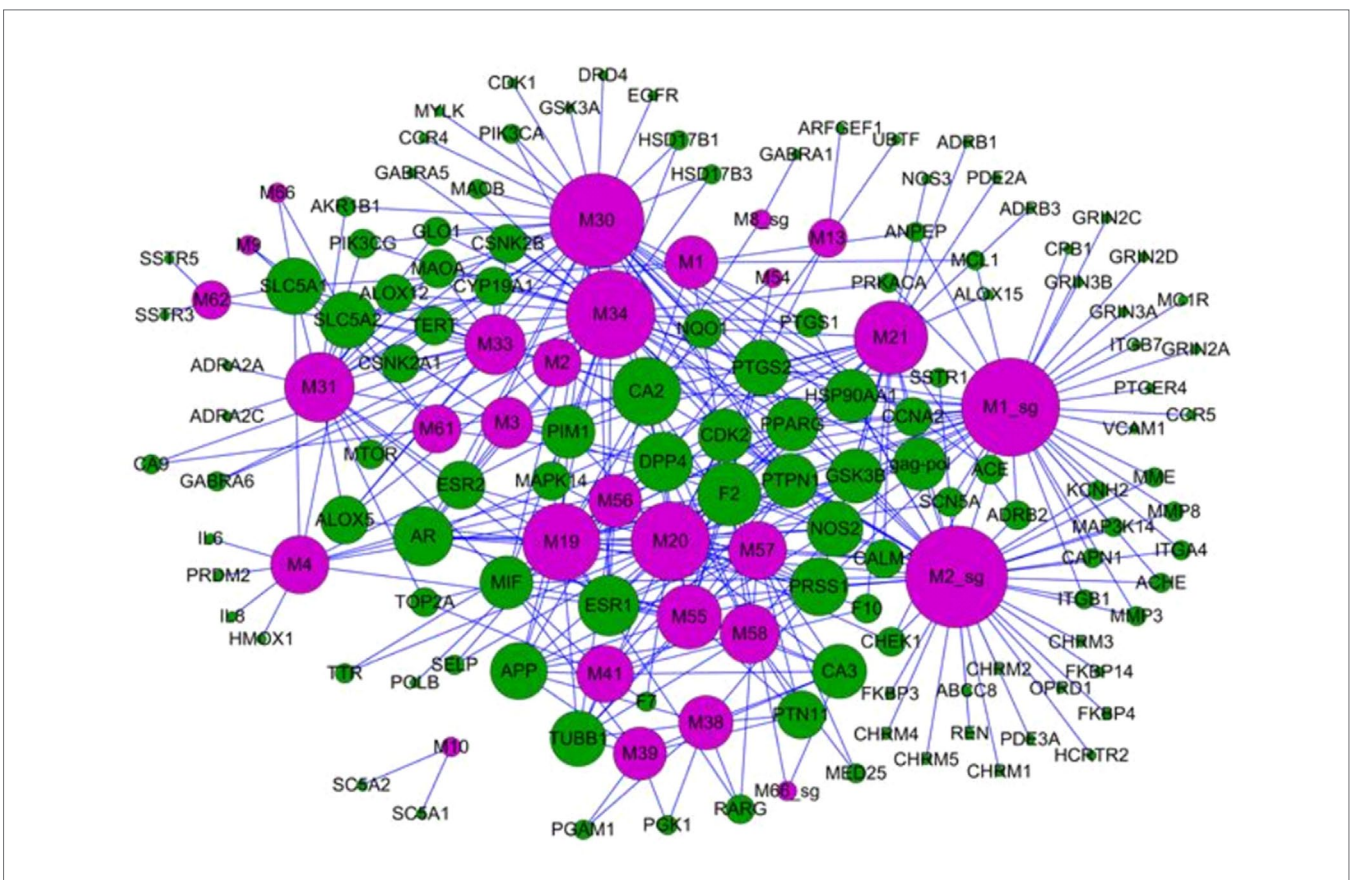 DRD4
CDK1
EGFR
GSK3A
MYLK
ARFGEF1
PIK3CA
CCR4
HSD17B1
UBTF
ADRB1
GABRA1
GABRA5
HSD17B3
NOS3
PDE2A
MAOB
M66
AKR1B1
ADRB3
GRIN2C
M30
M8_sg
GLO1
ANPEP
M13
PIK3CG
CSNK2B
M9
CPB1
SSTR5
GRIN2D
M1
MCL1
MAOA
M54
GRIN3B
PRKACA
SLC5A1
CYP19A1
ALOX12
ALOX15
M62
MC1R
SSTR3
GRIN3A
M34
SLC5A2
PTGS1
TERT
NQO1
M21
M33
ITGB7
GRIN2A
M2
CSNK2A1
ADRA2A
PTGS2
SSTR1
M31
PTGER4
CA2
HSP90AA1
M1_sg
CCR5
ADRA2C
CCNA2
M3
PPARG
M61
VCAM1
PIM1
CDK2
MTOR
DPP4
CA9
gag-pol
ACE
GSK3B
MME
GABRA6
MAPK14
PTPN1
ESR2
KCNH2
F2
M56
SCN5A
MMP8
ADRB2
ALOX5
MAP3K14
NOS2
AR
IL6
M19
M20
M57
ITGA4
CALM1
CAPN1
M4
PRDM2
M2_sg
MIF
ACHE
PRSS1
ITGB1
TOP2A
ESR1
F10
IL8
M55
MMP3
M58
HMOX1
CHEK1
CHRM3
SELP
CHRM2
TTR
APP
M41
CA3
FKBP14
POLB
OPRD1
ABCC8
FKBP3
F7
FKBP4
PTN11
M38
CHRM4
REN
TUBB1
PDE3A
M10
M39
HCRTR2
CHRM5
CHRM1
MED25
SC5A2
M66_sg
RARG
SC5A1
PGK1
PGAM1